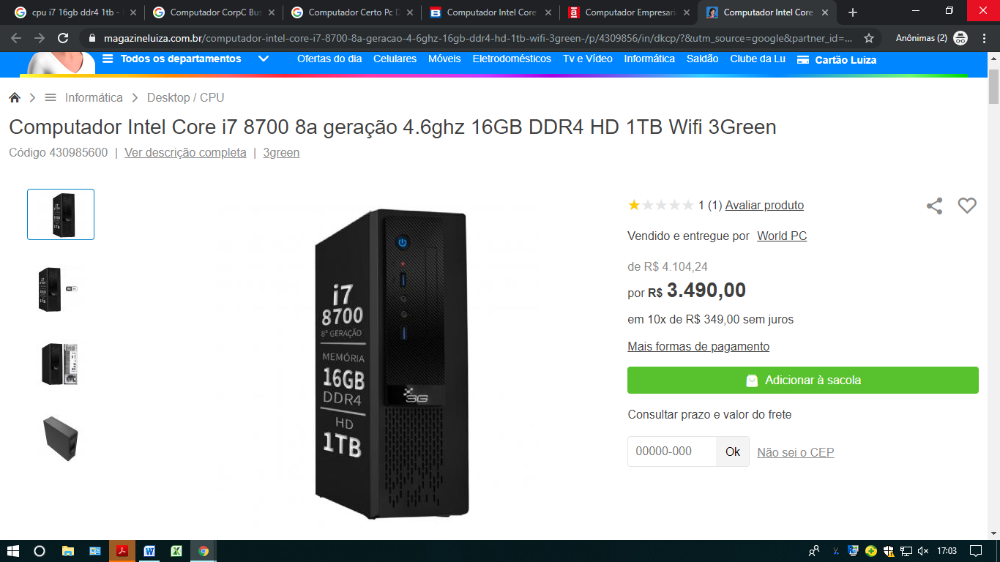 cpu i7 16gb ddr4 1tb -
Computador CorpC Bus
Computador Certo Pc D
Computador Intel Core
Computador Empresari
Computador Intel Core
magazineluiza.com.br/computador-intel-core-i7-8700-8a-geracao-4-6ghz-16gb-ddr4-hd-1tb-wifi-3green-/p/4309856/in/dkcp/?&utm_source=google&partner_id=...
Anônimas (2)
Todos os departamentos
Ofertas do dia
Celulares
Móveis
Eletrodomésticos
Tv e Vídeo
Informática
Saldão
Clube da Lu
Cartão Luiza
Informática
Desktop / CPU
Computador Intel Core i7 8700 8a geração 4.6ghz 16GB DDR4 HD 1TB Wifi 3Green
Código 430985600 | Ver descrição completa | 3green
i7
8700
8ª GERAÇÃO
MEMÓRIA
16GB
DDR4
HD
1TB
3G
1 (1) Avaliar produto
Vendido e entregue por World PC
de R$ 4.104,24
por R$ 3.490,00
em 10x de R$ 349,00 sem juros
Mais formas de pagamento
Adicionar à sacola
Consultar prazo e valor do frete
00000-000 Ok Não sei o CEP
17:03